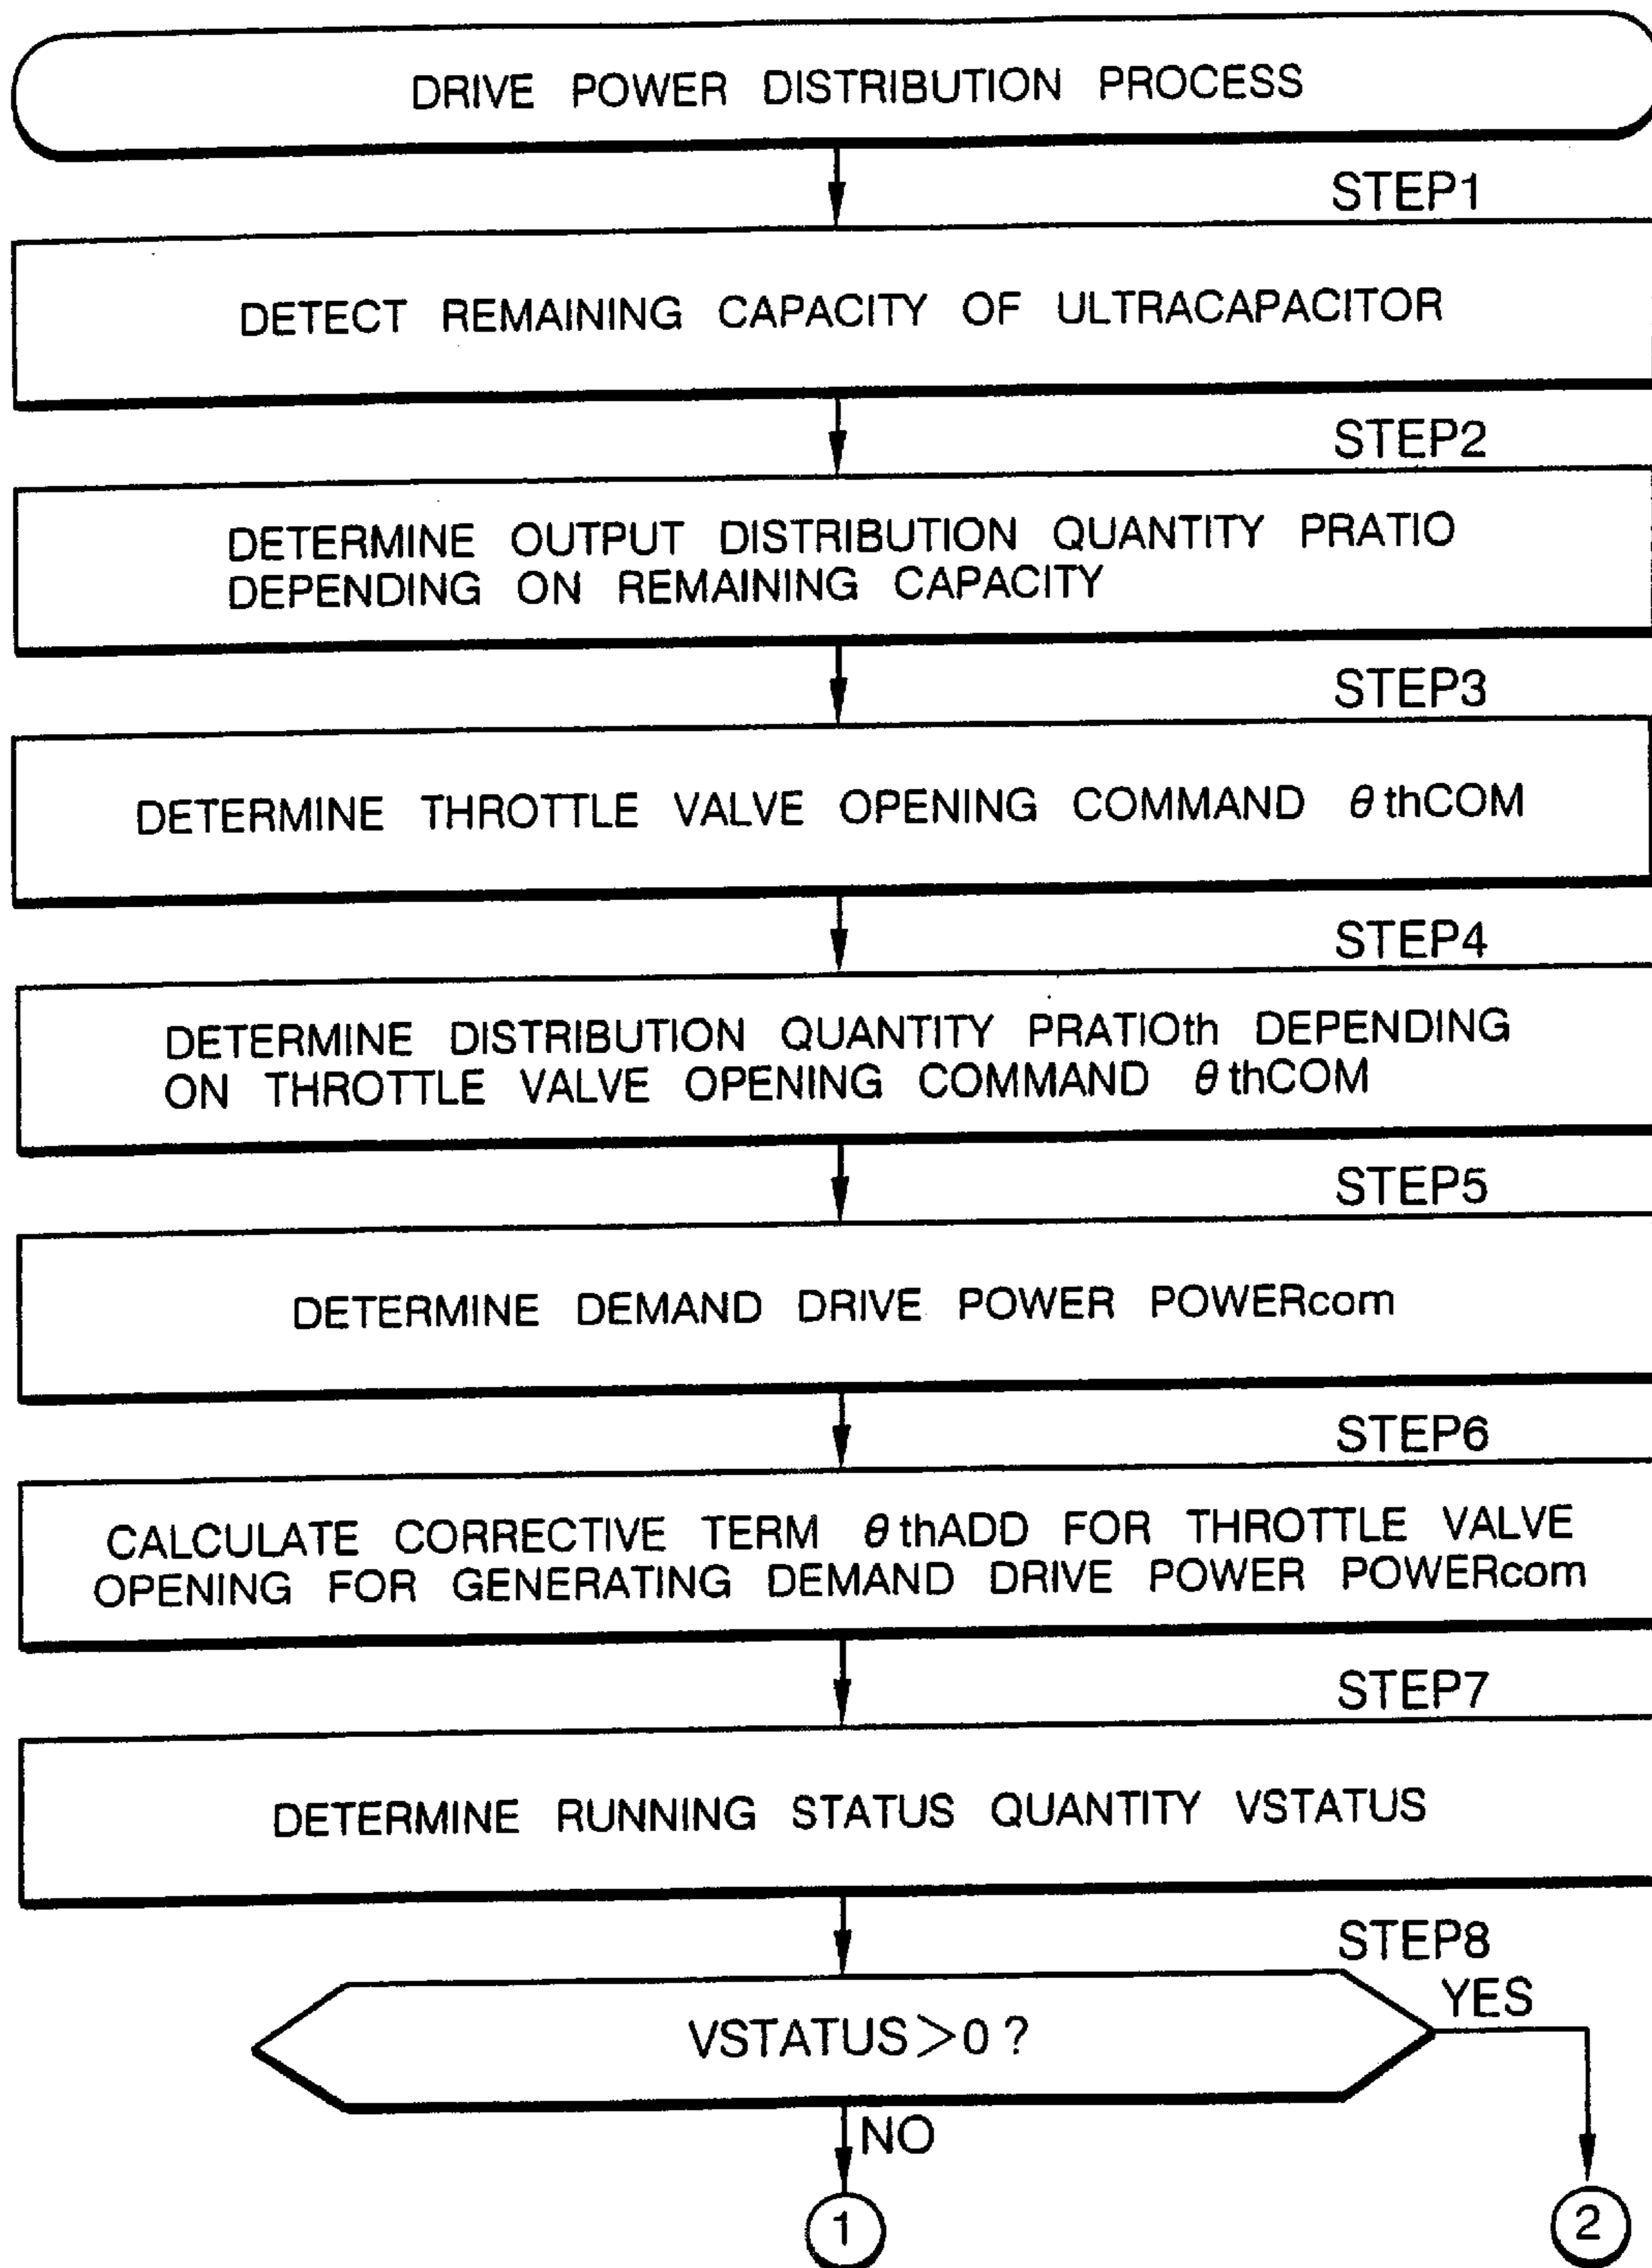 DRIVE POWER DISTRIBUTION PROCESS
STEP1
DETECT REMAINING CAPACITY OF ULTRACAPACITOR
STEP2
DETERMINE OUTPUT DISTRIBUTION QUANTITY PRATIO
DEPENDING ON REMAINING CAPACITY
STEP3
DETERMINE THROTTLE VALVE OPENING COMMAND θthCOM
STEP4
DETERMINE DISTRIBUTION QUANTITY PRATIOth DEPENDING
ON THROTTLE VALVE OPENING COMMAND θthCOM
STEP5
DETERMINE DEMAND DRIVE POWER POWERcom
STEP6
CALCULATE CORRECTIVE TERM θthADD FOR THROTTLE VALVE
OPENING FOR GENERATING DEMAND DRIVE POWER POWERcom
STEP7
DETERMINE RUNNING STATUS QUANTITY VSTATUS
STEP8
VSTATUS>0 ?
YES
NO
1
2